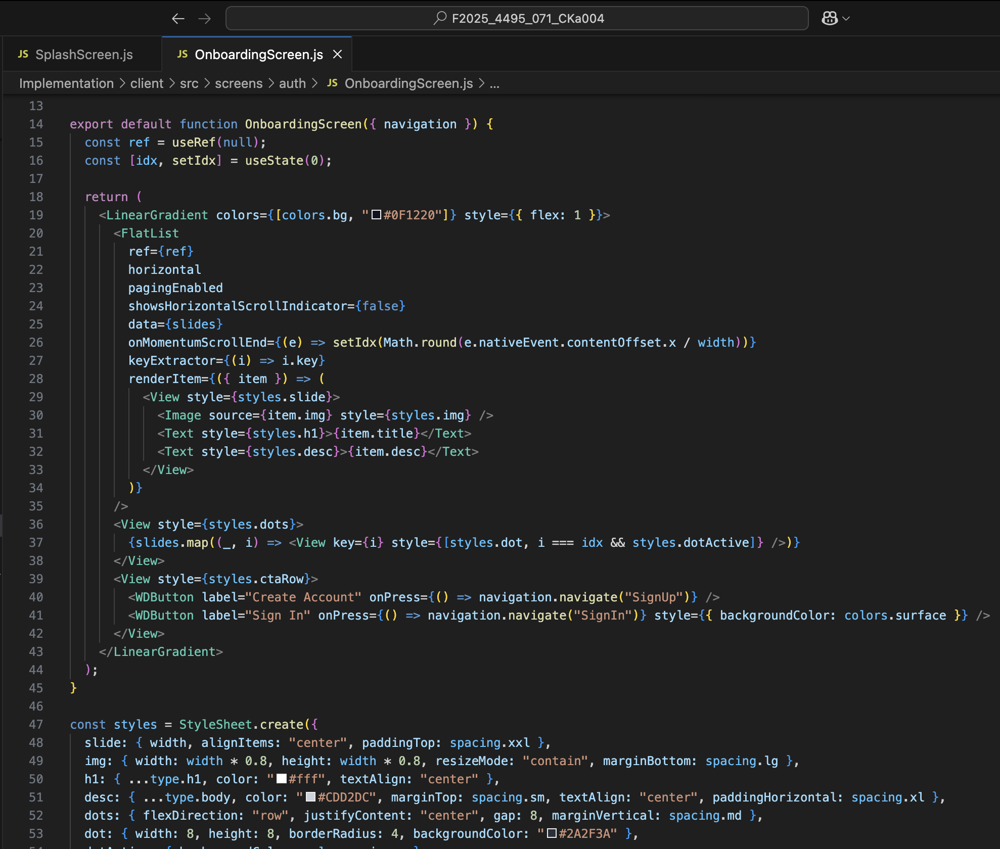 F2025_4495_071_CKa004
JS SplashScreen.js
JS OnboardingScreen.js
Implementation > client > src > screens > auth > JS OnboardingScreen.js > ...
13
14 export default function OnboardingScreen({ navigation }) {
15 const ref = useRef(null);
16 const [idx, setIdx] = useState(0);
17
18 return (
19 <LinearGradient colors={[colors.bg, "#0F1220"]} style={{ flex: 1 }}>
20 <FlatList
21 ref={ref}
22 horizontal
23 pagingEnabled
24 showsHorizontalScrollIndicator={false}
25 data={slides}
26 onMomentumScrollEnd={(e) => setIdx(Math.round(e.nativeEvent.contentOffset.x / width))}
27 keyExtractor={(i) => i.key}
28 renderItem={({ item }) => (
29 <View style={styles.slide}>
30 <Image source={item.img} style={styles.img} />
31 <Text style={styles.h1}>{item.title}</Text>
32 <Text style={styles.desc}>{item.desc}</Text>
33 </View>
34 )}
35 />
36 <View style={styles.dots}>
37 {slides.map((_, i) => <View key={i} style={[styles.dot, i === idx && styles.dotActive]} />)}
38 </View>
39 <View style={styles.ctaRow}>
40 <WDButton label="Create Account" onPress={() => navigation.navigate("SignUp")} />
41 <WDButton label="Sign In" onPress={() => navigation.navigate("SignIn")} style={{ backgroundColor: colors.surface }} />
42 </View>
43 </LinearGradient>
44 );
45 }
46
47 const styles = StyleSheet.create({
48 slide: { width, alignItems: "center", paddingTop: spacing.xxl },
49 img: { width: width * 0.8, height: width * 0.8, resizeMode: "contain", marginBottom: spacing.lg },
50 h1: { ...type.h1, color: "#fff", textAlign: "center" },
51 desc: { ...type.body, color: "#CDD2DC", marginTop: spacing.sm, textAlign: "center", paddingHorizontal: spacing.xl },
52 dots: { flexDirection: "row", justifyContent: "center", gap: 8, marginVertical: spacing.md },
53 dot: { width: 8, height: 8, borderRadius: 4, backgroundColor: "#2A2F3A" },